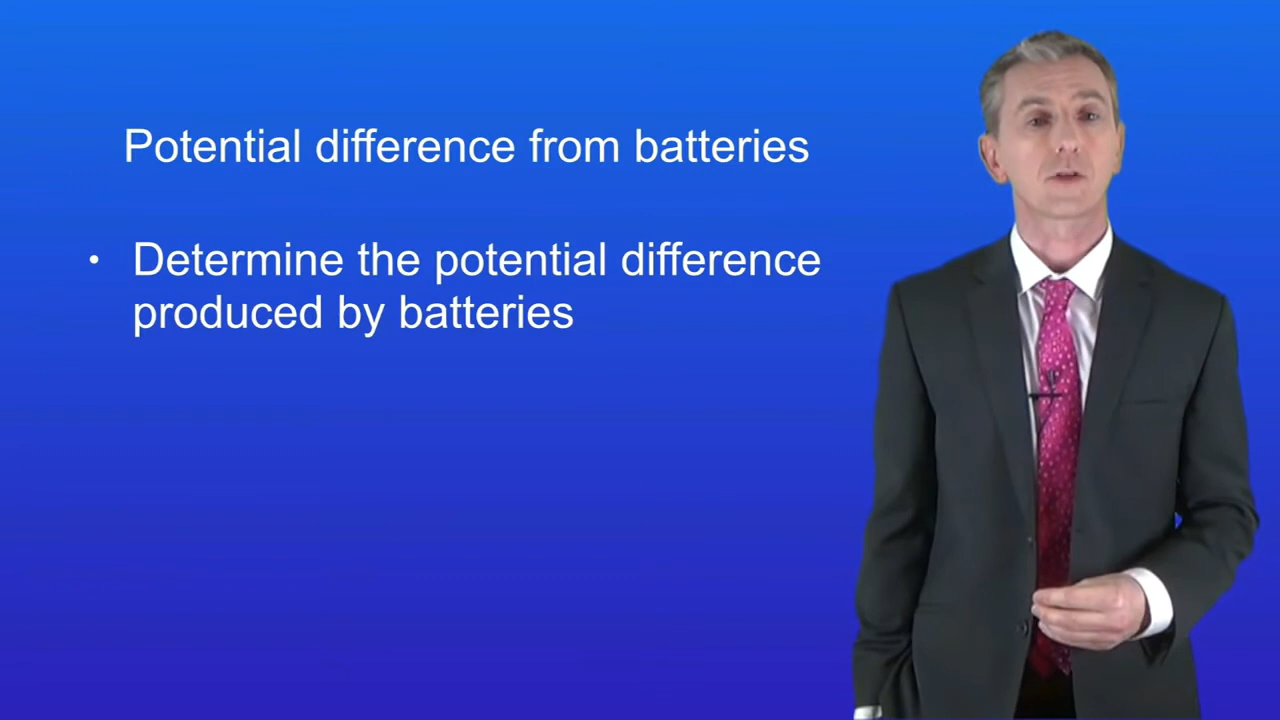 Potential difference from batteries
• Determine the potential difference
produced by batteries